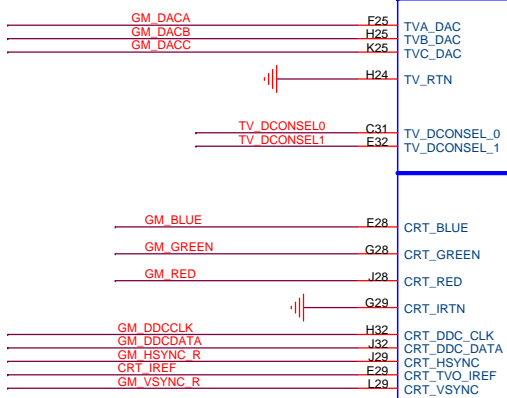 GM_DACA F25 TVA_DAC
GM_DACB H25 TVB_DAC
GM_DACC K25 TVC_DAC
H24 TV_RTN
TV_DCONSEL0 C31 TV_DCONSEL_0
TV_DCONSEL1 E32 TV_DCONSEL_1
GM_BLUE E28 CRT_BLUE
GM_GREEN G28 CRT_GREEN
GM_RED J28 CRT_RED
G29 CRT_IRTN
GM_DDCCLK H32 CRT_DDC_CLK
GM_DDCDATA J32 CRT_DDC_DATA
GM_HSYNC_R J29 CRT_HSYNC
CRT_IREF E29 CRT_TVO_IREF
GM_VSYNC_R L29 CRT_VSYNC